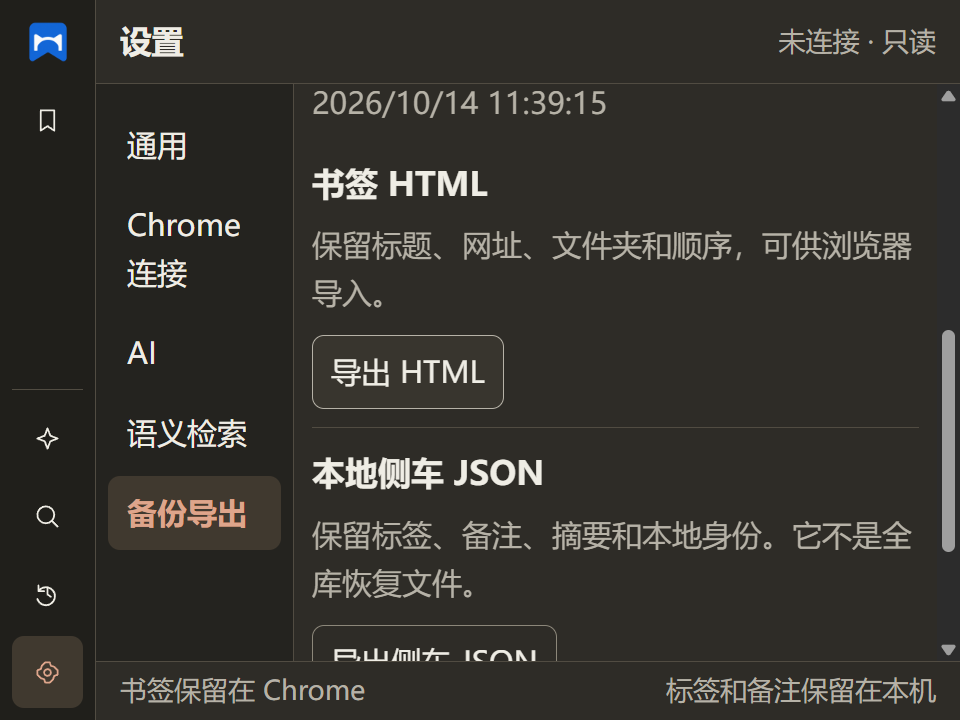 设置
未连接 · 只读
通用
Chrome
连接
AI
语义检索
备份导出
2026/10/14 11:39:15
书签 HTML
保留标题、网址、文件夹和顺序，可供浏览器
导入。
导出 HTML
本地侧车 JSON
保留标签、备注、摘要和本地身份。它不是全
库恢复文件。
导出侧车 JSON
书签保留在 Chrome
标签和备注保留在本机